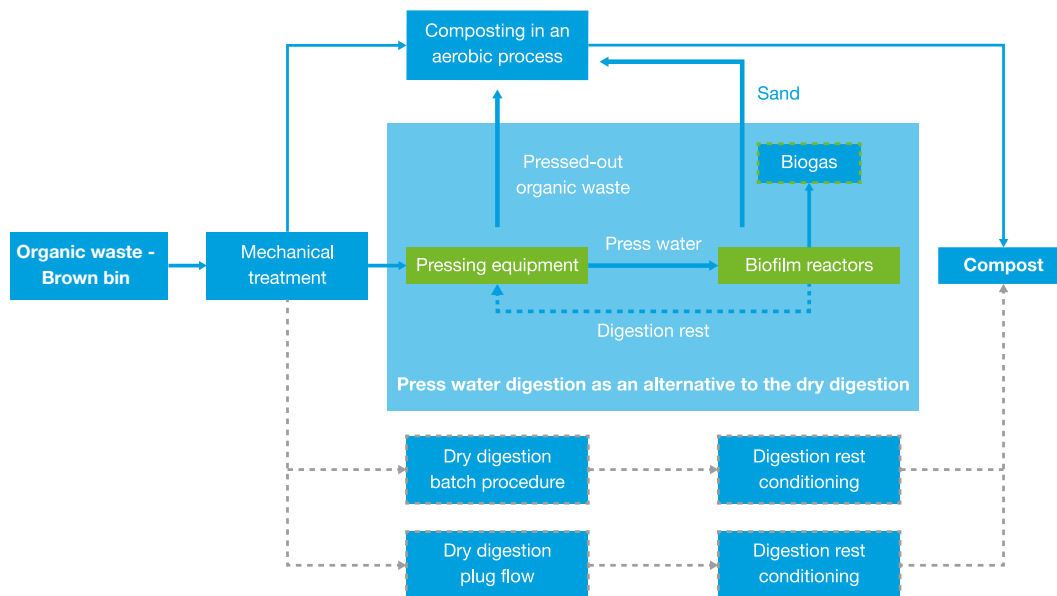 Composting in an
aerobic process
Sand
Biogas
Pressed-out
organic waste
Organic waste -
Brown bin
Mechanical
treatment
Pressing equipment
Press water
Biofilm reactors
Compost
Digestion rest
Press water digestion as an alternative to the dry digestion
Dry digestion
batch procedure
Digestion rest
conditioning
Dry digestion
plug flow
Digestion rest
conditioning